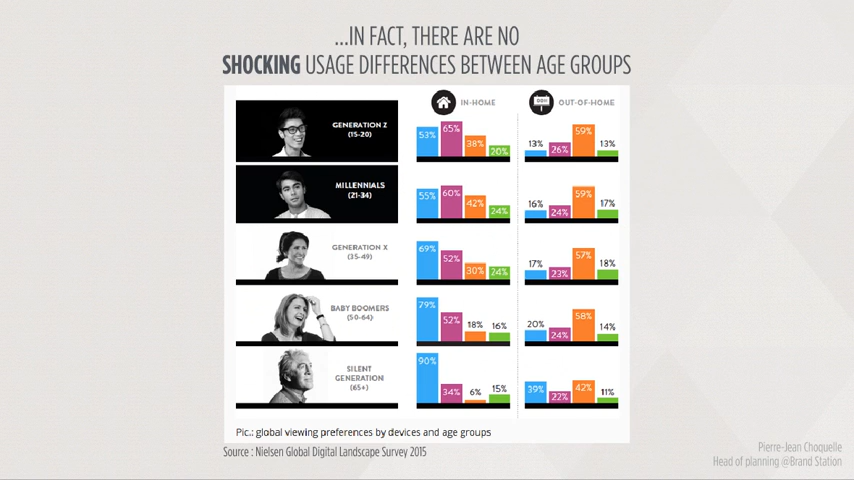 ...IN FACT, THERE ARE NO
SHOCKING USAGE DIFFERENCES BETWEEN AGE GROUPS
IN-HOME
OOH OUT-OF-HOME
GENERATION Z
(15-20)
53% 65% 38% 20%
13% 26% 59% 13%
MILLENNIALS
(21-34)
55% 60% 42% 24%
16% 24% 59% 17%
GENERATION X
(35-49)
69% 52% 30% 24%
17% 23% 57% 18%
BABY BOOMERS
(50-64)
79% 52% 18% 16%
20% 24% 58% 14%
SILENT
GENERATION
(65+)
90% 34% 6% 15%
39% 22% 42% 11%
Pic.: global viewing preferences by devices and age groups
Source : Nielsen Global Digital Landscape Survey 2015
Pierre-Jean Choquelle
Head of planning @Brand Station